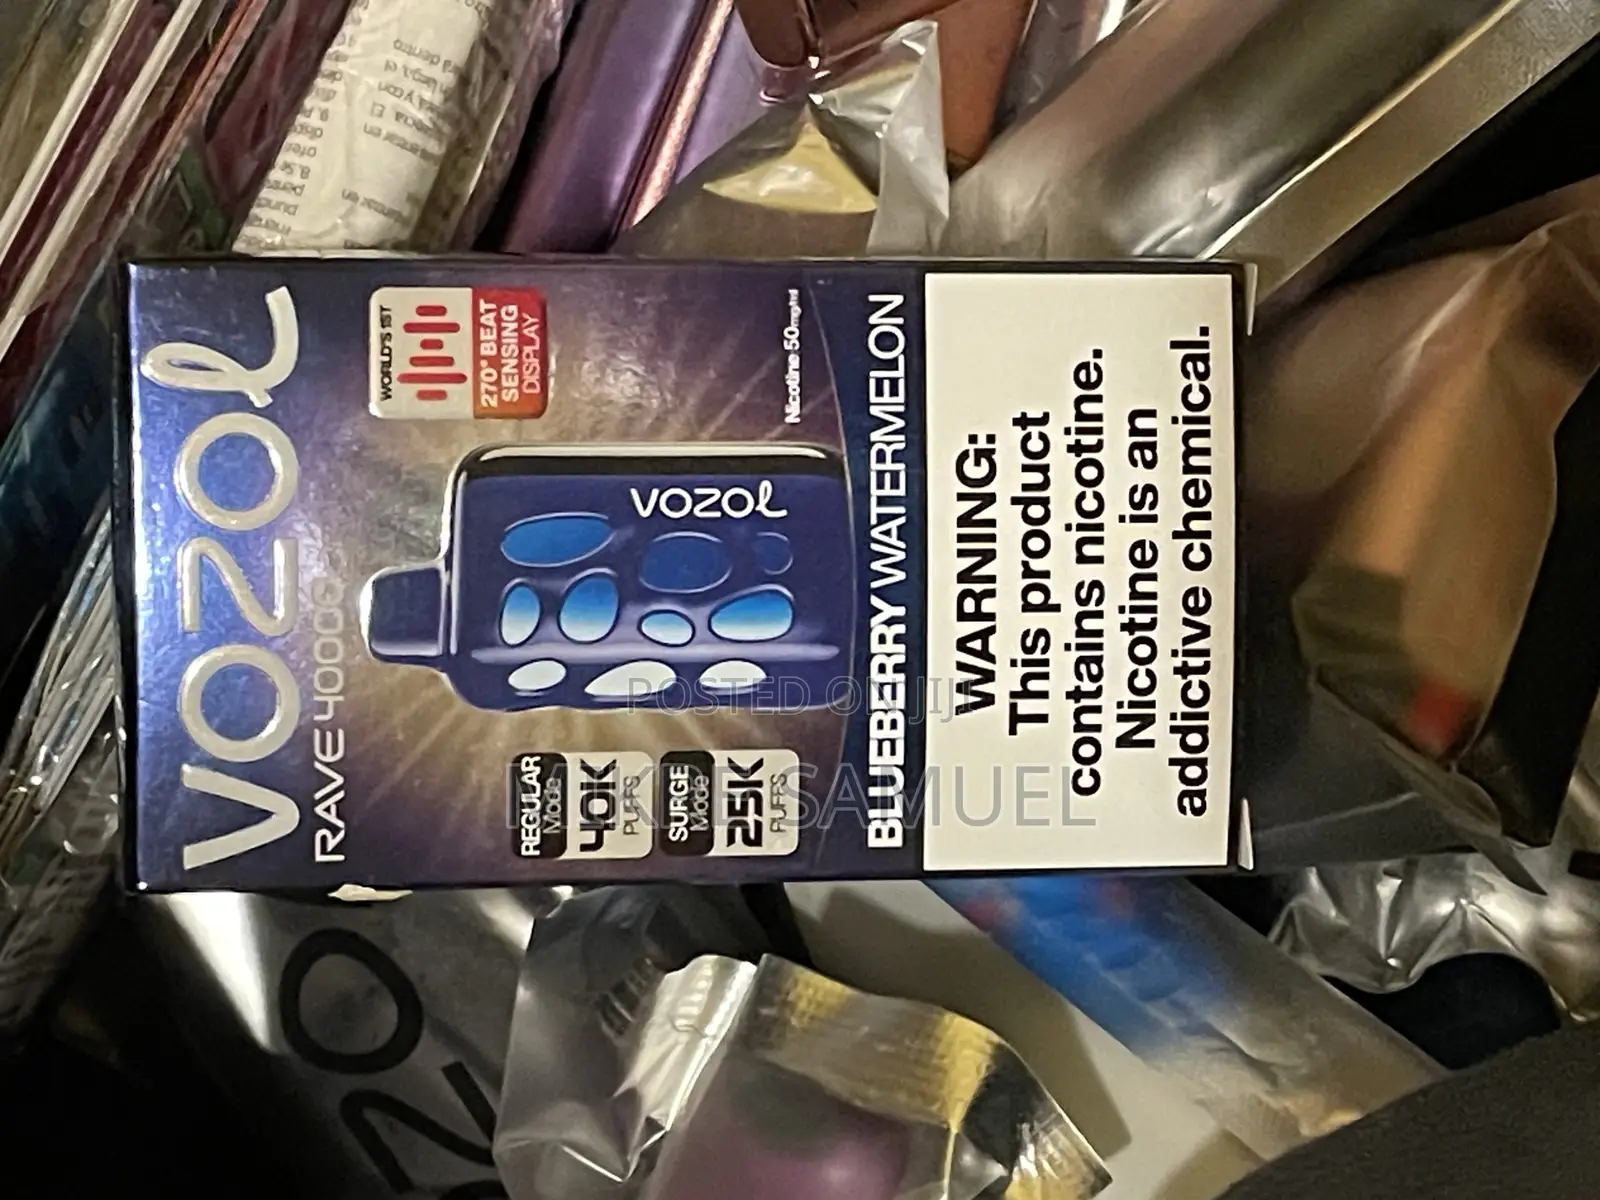 VOZOL
RAVE 40000
WORLD'S 1ST
270° BEAT
SENSING
DISPLAY
VOZOL
REGULAR
Mode
40K
PUFFS
SURGE
Mode
25K
PUFFS
Nicotine 50mg/ml
BLUEBERRY WATERMELON
WARNING:
This product
contains nicotine.
Nicotine is an
addictive chemical.
POSTED ON JIJI
SAMUEL